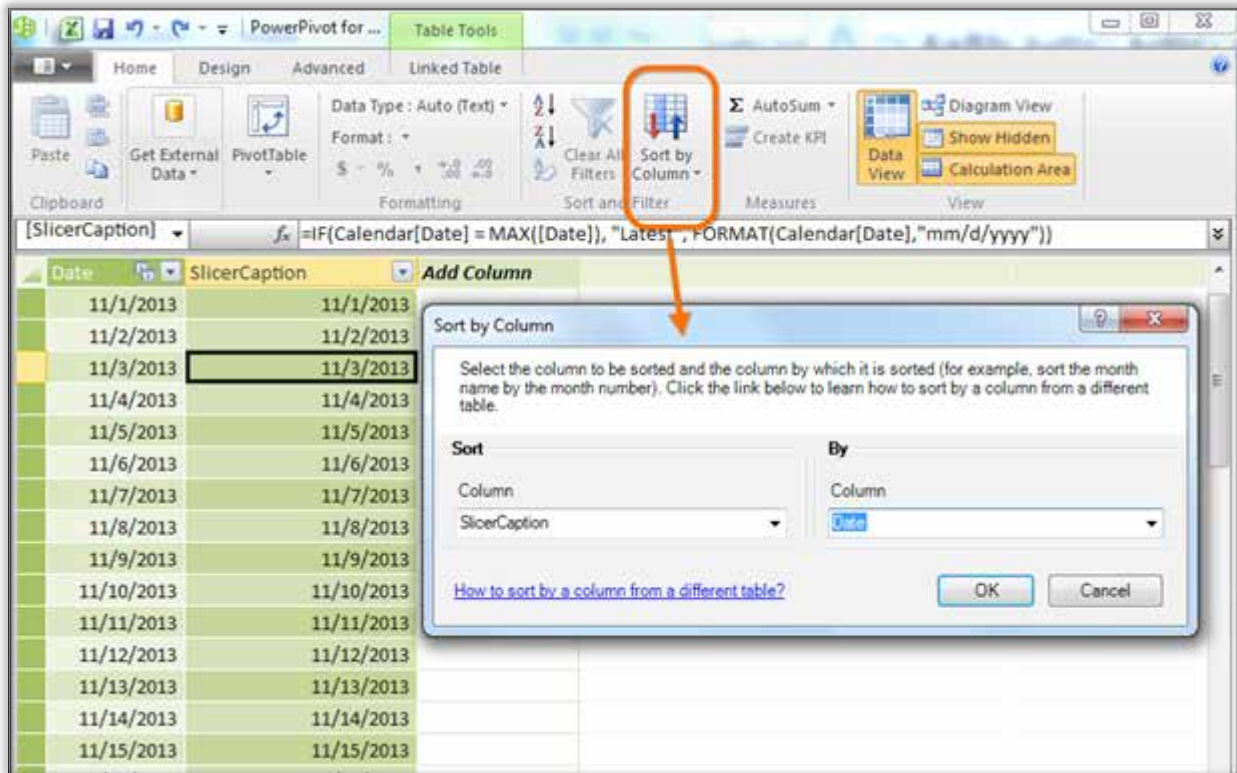 PowerPivot for ... Table Tools
Home Design Advanced Linked Table
Paste
Clipboard
Get External
Data
PivotTable
Data Type : Auto (Text)
Format :
$ % , .00 .00
Formatting
Clear All
Filters
Sort by
Column
Sort and Filter
Σ AutoSum
Create KPI
Measures
Data
View
Diagram View
Show Hidden
Calculation Area
View
[SlicerCaption] fx =IF(Calendar[Date] = MAX([Date]), "Latest", FORMAT(Calendar[Date],"mm/d/yyyy"))
Date SlicerCaption Add Column
11/1/2013 11/1/2013
11/2/2013 11/2/2013
11/3/2013 11/3/2013
11/4/2013 11/4/2013
11/5/2013 11/5/2013
11/6/2013 11/6/2013
11/7/2013 11/7/2013
11/8/2013 11/8/2013
11/9/2013 11/9/2013
11/10/2013 11/10/2013
11/11/2013 11/11/2013
11/12/2013 11/12/2013
11/13/2013 11/13/2013
11/14/2013 11/14/2013
11/15/2013 11/15/2013
Sort by Column
Select the column to be sorted and the column by which it is sorted (for example, sort the month
name by the month number). Click the link below to learn how to sort by a column from a different
table.
Sort By
Column Column
SlicerCaption Date
How to sort by a column from a different table? OK Cancel